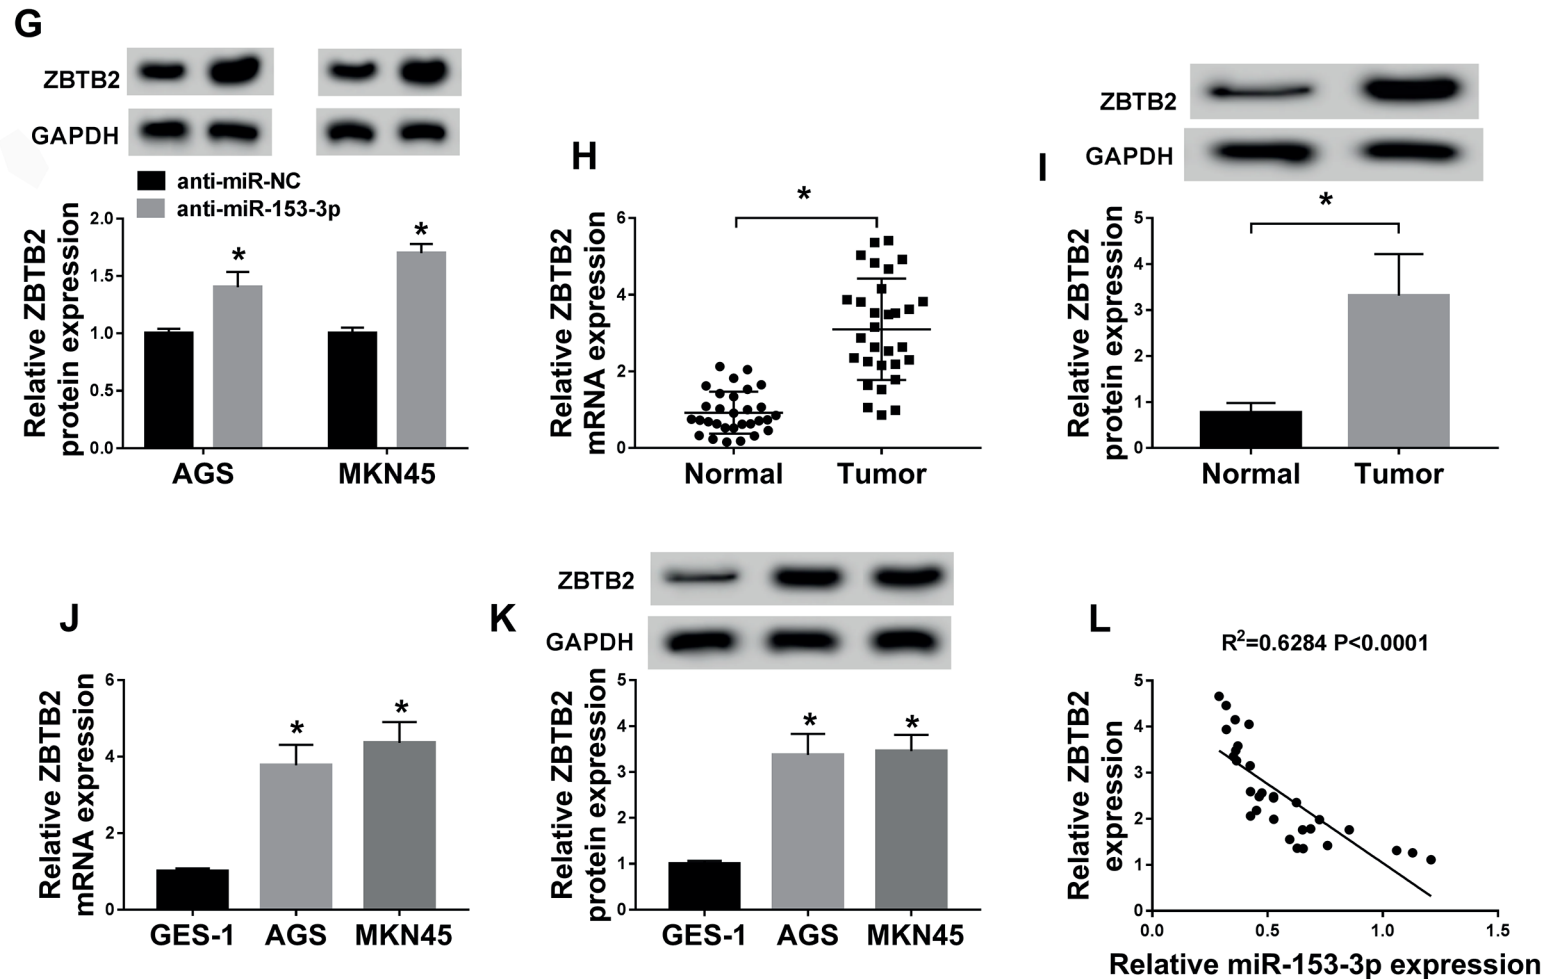 G
ZBTB2
GAPDH
anti-miR-NC
anti-miR-153-3p
*
*
Relative ZBTB2
protein expression
2.0
1.5
1.0
0.5
0.0
AGS MKN45
H
*
Relative ZBTB2
mRNA expression
6
4
2
0
Normal Tumor
I
ZBTB2
GAPDH
*
Relative ZBTB2
protein expression
5
4
3
2
1
0
Normal Tumor
J
*
*
Relative ZBTB2
mRNA expression
6
4
2
0
GES-1 AGS MKN45
K
ZBTB2
GAPDH
*
*
Relative ZBTB2
protein expression
5
4
3
2
1
0
GES-1 AGS MKN45
L
R²=0.6284 P<0.0001
Relative ZBTB2
expression
5
4
3
2
1
0
0.0 0.5 1.0 1.5
Relative miR-153-3p expression